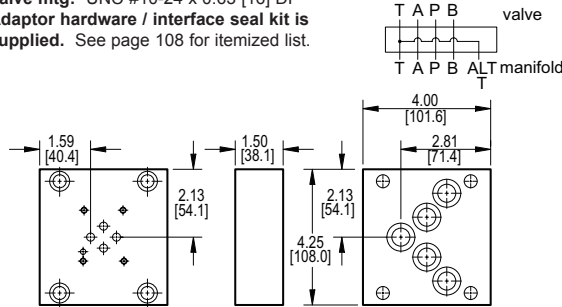 valve mtg. UNC #10-24 x 0.63 [16] DP
adaptor hardware / interface seal kit is
supplied. See page 108 for itemized list.
T A P B valve
T A P B ALT manifold
T
4.00
[101.6]
1.59
[40.4]
1.50
[38.1]
2.81
[71.4]
2.13
[54.1]
2.13
[54.1]
4.25
[108.0]